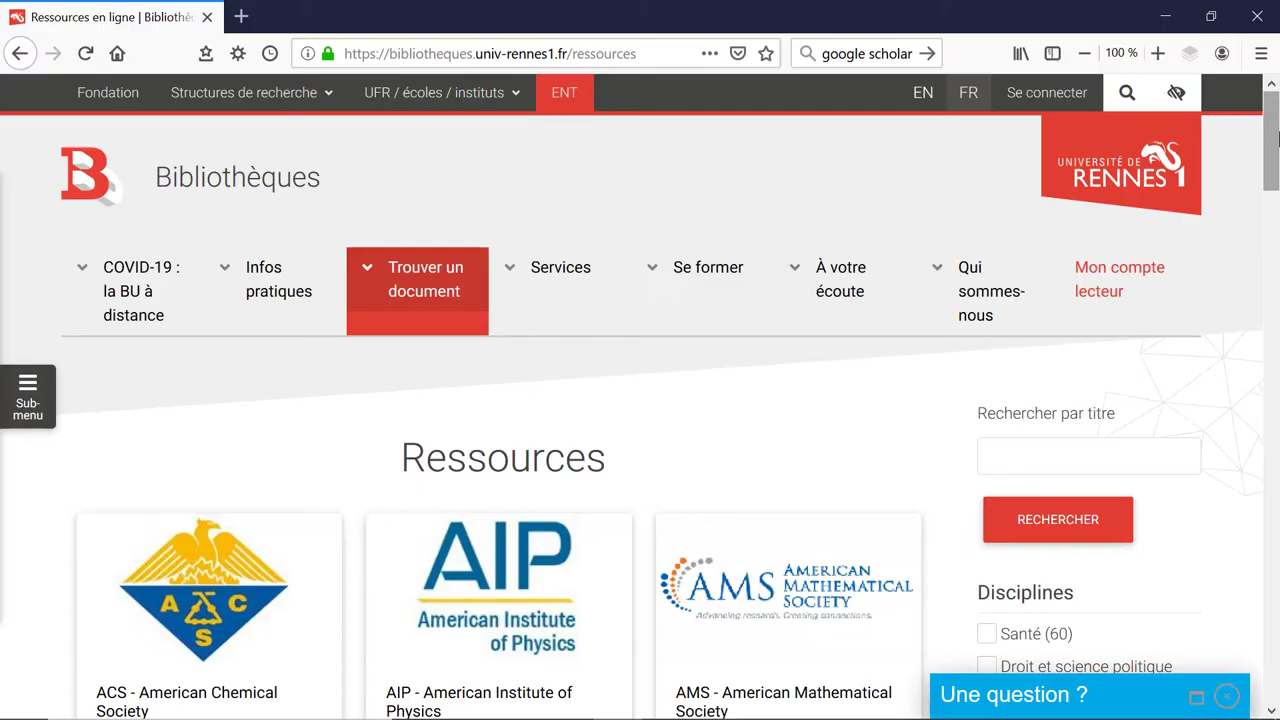 Ressources en ligne | Bibliothè
https://bibliotheques.univ-rennes1.fr/ressources
100 %
google scholar
Fondation
Structures de recherche
UFR / écoles / instituts
ENT
EN
FR
Se connecter
B
Bibliothèques
UNIVERSITÉ DE
RENNES 1
COVID-19 :
la BU à
distance
Infos
pratiques
Trouver un
document
Services
Se former
À votre
écoute
Qui
sommes-
nous
Mon compte
lecteur
Sub-
menu
Ressources
Rechercher par titre
RECHERCHER
Disciplines
Santé (60)
Droit et science politique
A C
S
ACS - American Chemical
Society
AIP
American Institute
of Physics
AIP - American Institute of
Physics
AMS
AMERICAN
MATHEMATICAL
SOCIETY
Advancing research. Creating connections.
AMS - American Mathematical
Society
Une question ?